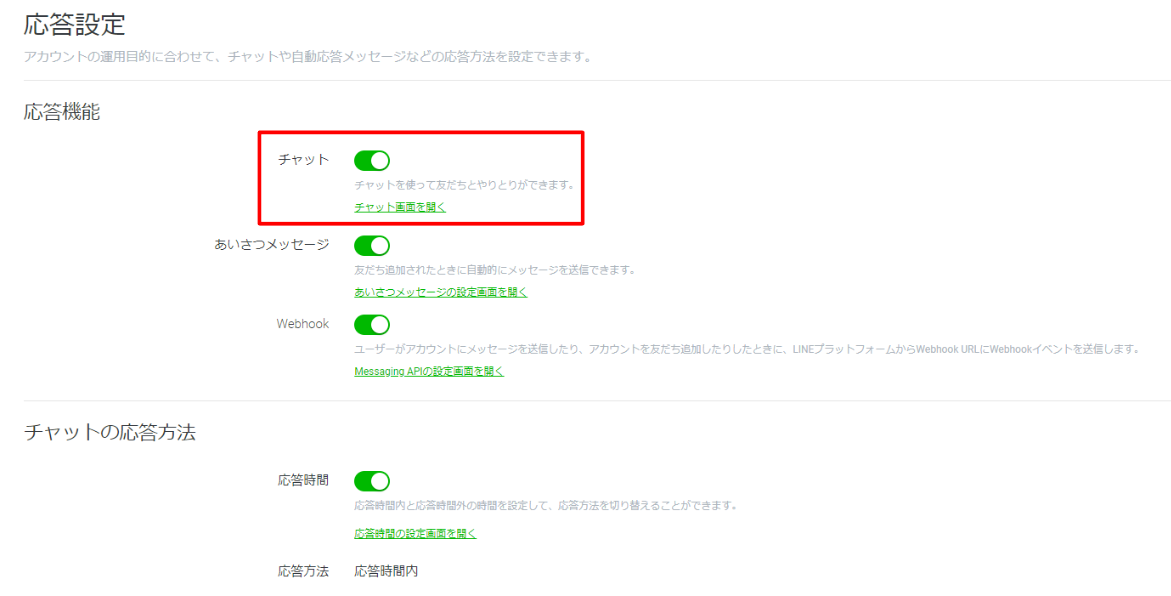 応答設定
アカウントの運用目的に合わせて、チャットや自動応答メッセージなどの応答方法を設定できます。
応答機能
チャット
チャットを使って友だちとやりとりができます。
チャット画面を開く
あいさつメッセージ
友だち追加されたときに自動的にメッセージを送信できます。
あいさつメッセージの設定画面を開く
Webhook
ユーザーがアカウントにメッセージを送信したり、アカウントを友だち追加したりしたときに、LINEプラットフォームからWebhook URLにWebhookイベントを送信します。
Messaging APIの設定画面を開く
チャットの応答方法
応答時間
応答時間内と応答時間外の時間を設定して、応答方法を切り替えることができます。
応答時間の設定画面を開く
応答方法 応答時間内